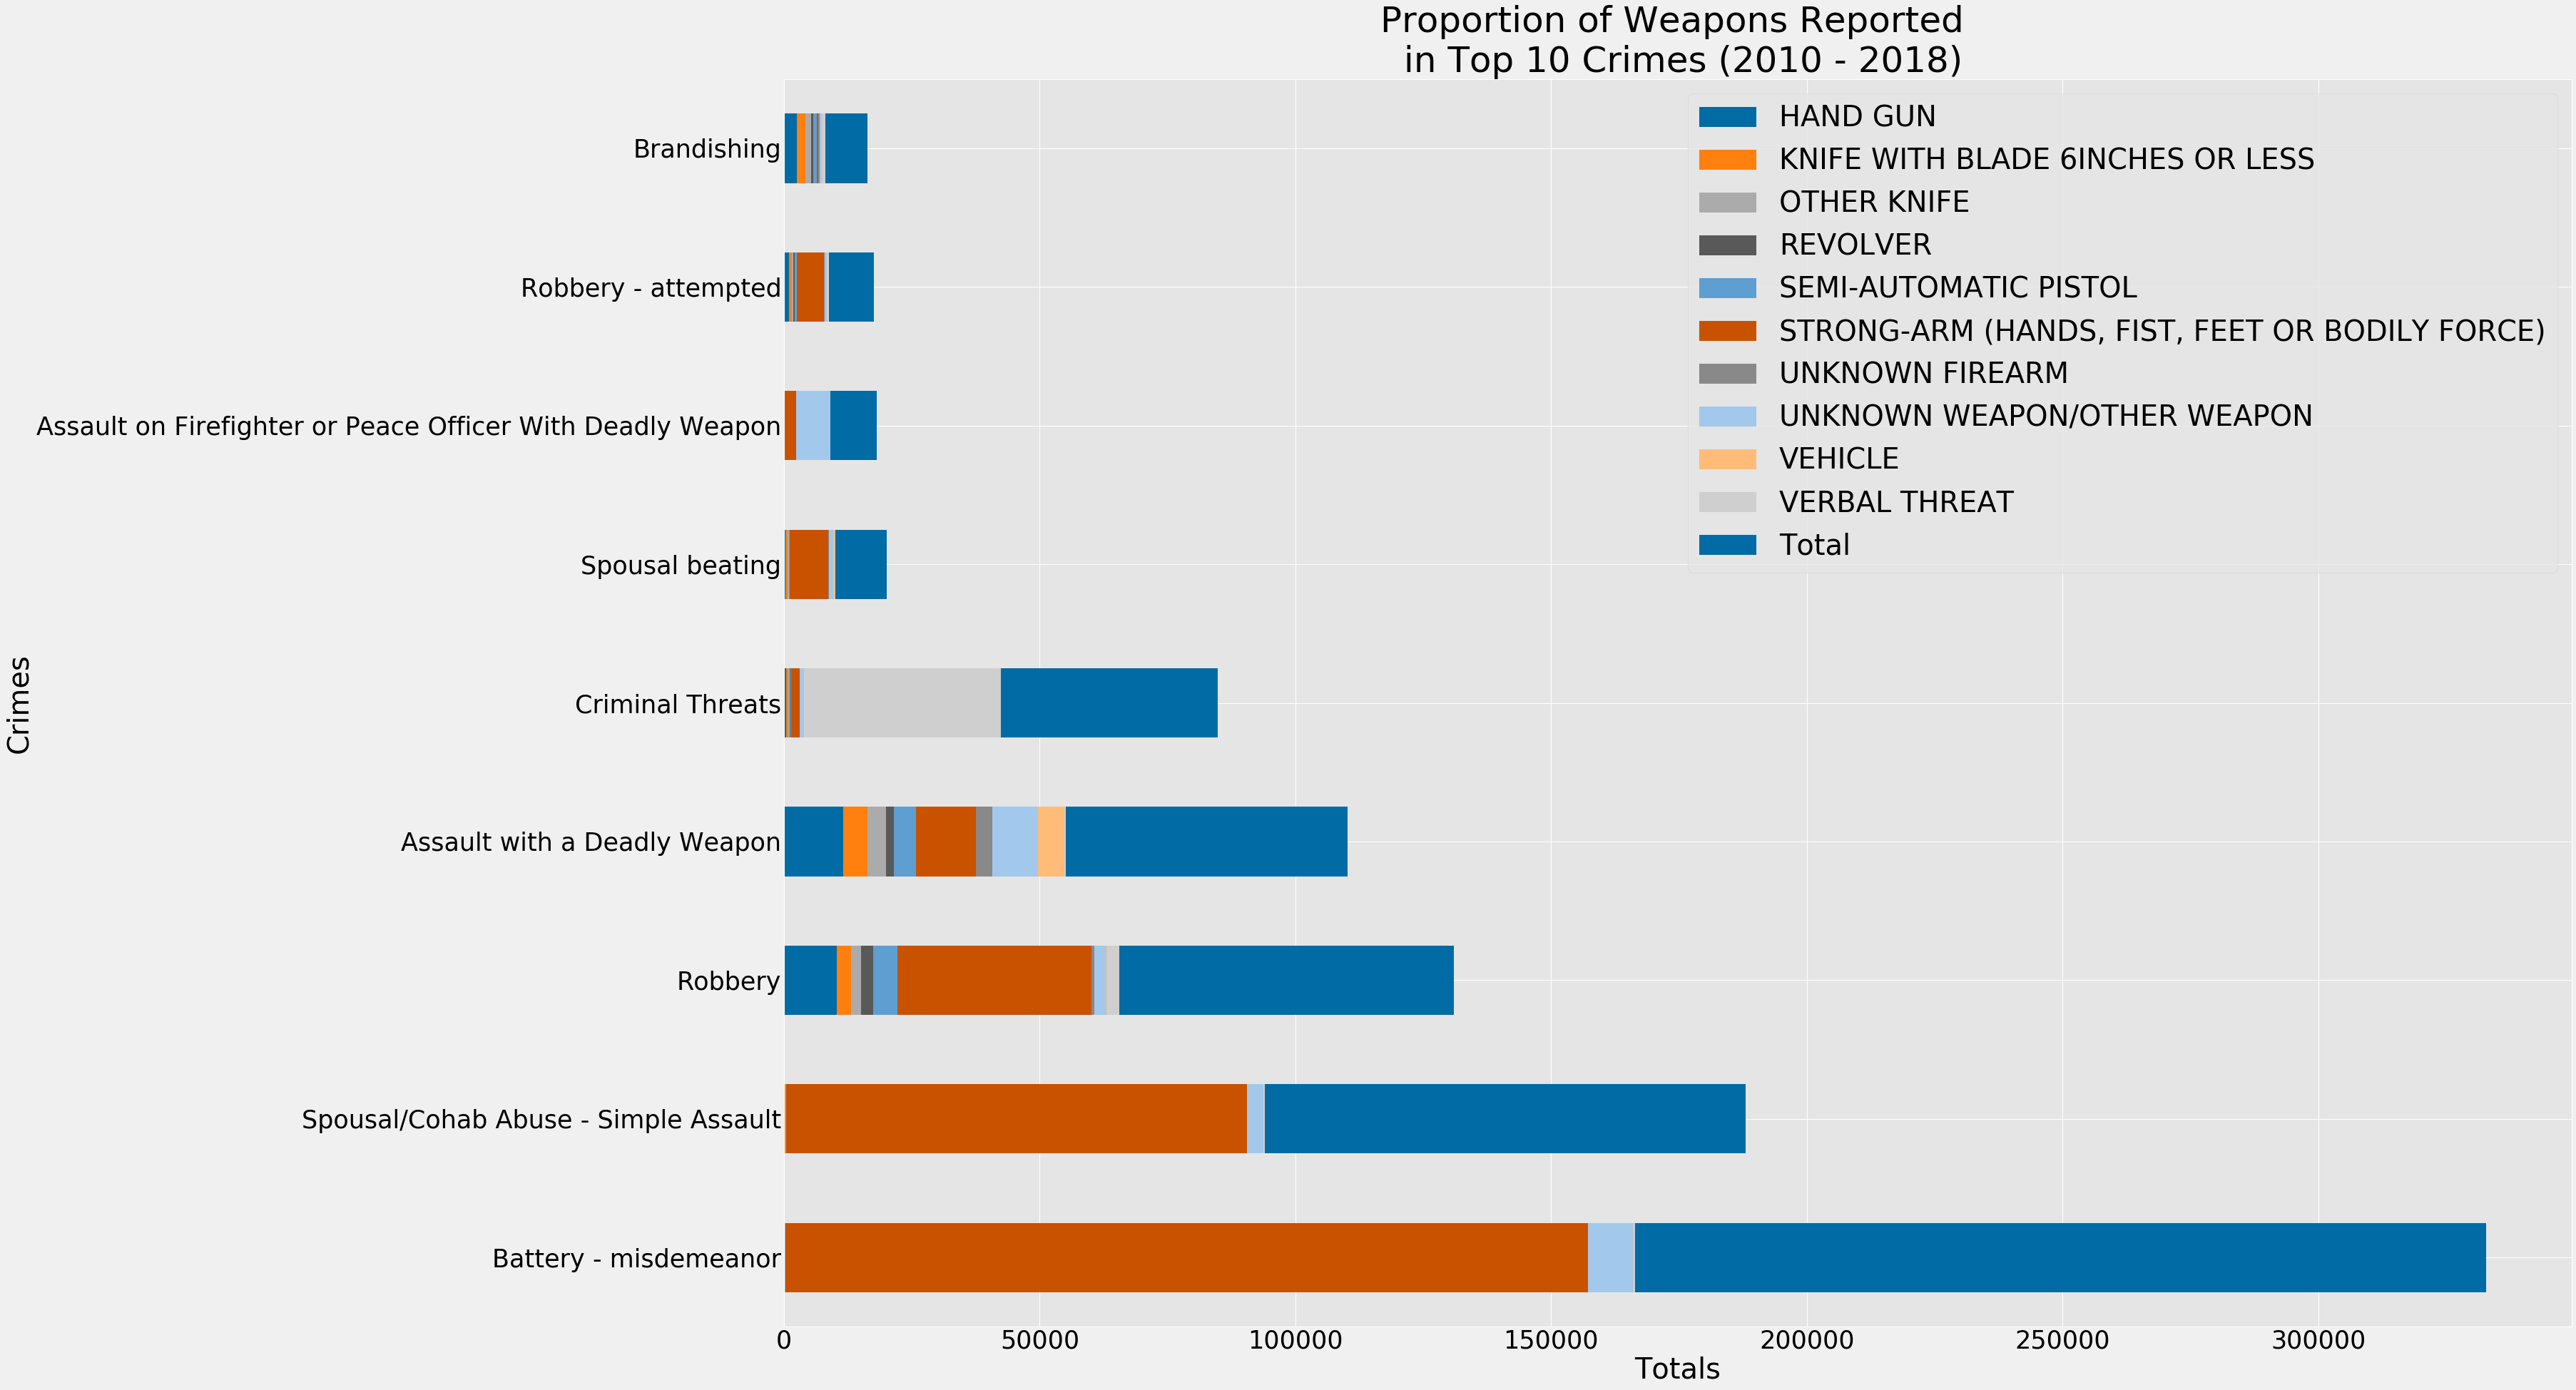 Proportion of Weapons Reported
in Top 10 Crimes (2010 - 2018)
HAND GUN
KNIFE WITH BLADE 6INCHES OR LESS
OTHER KNIFE
REVOLVER
SEMI-AUTOMATIC PISTOL
STRONG-ARM (HANDS, FIST, FEET OR BODILY FORCE)
UNKNOWN FIREARM
UNKNOWN WEAPON/OTHER WEAPON
VEHICLE
VERBAL THREAT
Total
Crimes
Brandishing
Robbery - attempted
Assault on Firefighter or Peace Officer With Deadly Weapon
Spousal beating
Criminal Threats
Assault with a Deadly Weapon
Robbery
Spousal/Cohab Abuse - Simple Assault
Battery - misdemeanor
0 50000 100000 150000 200000 250000 300000
Totals